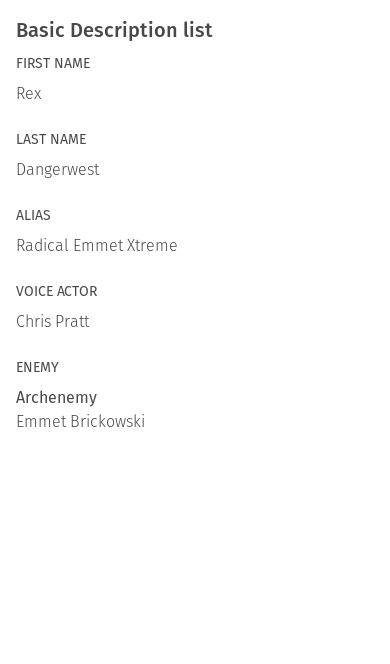 Basic Description list
FIRST NAME
Rex
LAST NAME
Dangerwest
ALIAS
Radical Emmet Xtreme
VOICE ACTOR
Chris Pratt
ENEMY
Archenemy
Emmet Brickowski